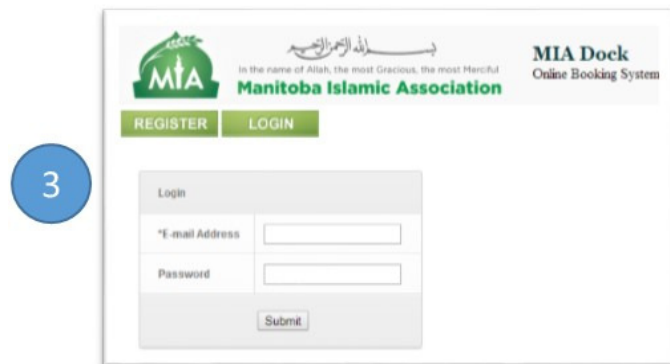 بسم الله الرحمن الرحيم
MIA Dock
In the name of Allah, the most Gracious, the most Merciful
Online Booking System
MIA
Manitoba Islamic Association
REGISTER
LOGIN
3
Login
*E-mail Address
Password
Submit